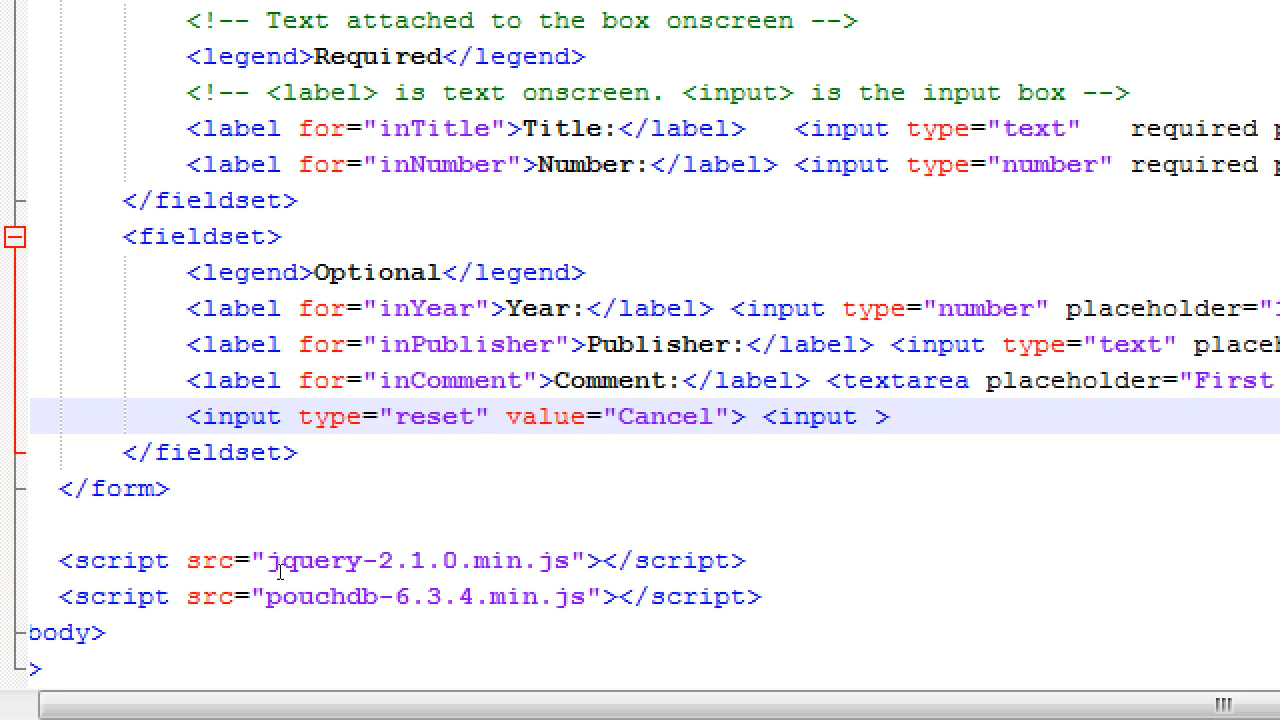 <!-- Text attached to the box onscreen -->
<legend>Required</legend>
<!-- <label> is text onscreen. <input> is the input box -->
<label for="inTitle">Title:</label> <input type="text" required p
<label for="inNumber">Number:</label> <input type="number" required p
</fieldset>
<fieldset>
<legend>Optional</legend>
<label for="inYear">Year:</label> <input type="number" placeholder="
<label for="inPublisher">Publisher:</label> <input type="text" placeh
<label for="inComment">Comment:</label> <textarea placeholder="First
<input type="reset" value="Cancel"> <input >
</fieldset>
</form>
<script src="jquery-2.1.0.min.js"></script>
<script src="pouchdb-6.3.4.min.js"></script>
body>
>